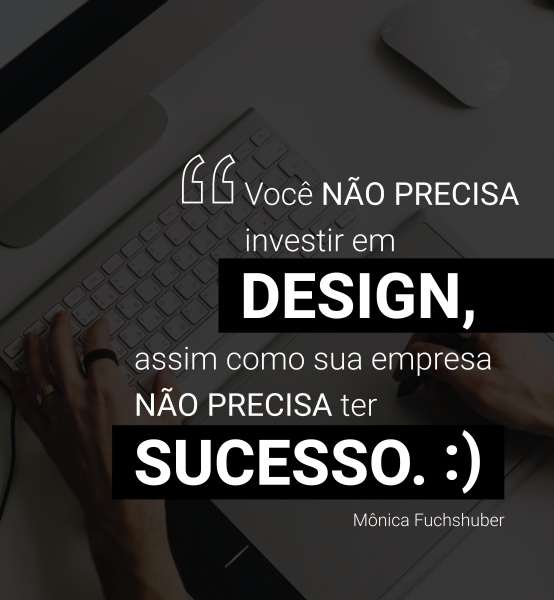 “ Você NÃO PRECISA
investir em
DESIGN,
assim como sua empresa
NÃO PRECISA ter
SUCESSO. :)
Mônica Fuchshuber